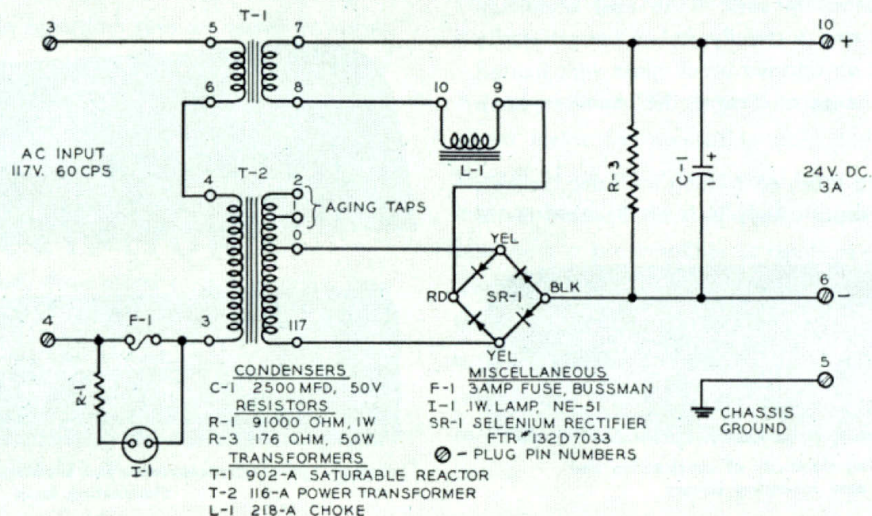 T-1
3
5
7
10
+
6
8
10
9
L-1
AC INPUT
117V. 60 CPS
T-2
4
2
1
AGING TAPS
0
R-3
C-1
+
-
24V. DC.
3A
YEL
RD
SR-1
BLK
6
-
4
F-1
3
117
YEL
R-1
I-1
5
CHASSIS
GROUND
CONDENSERS
C-1 2500 MFD, 50V
RESISTORS
R-1 91000 OHM, 1W
R-3 176 OHM, 50W
TRANSFORMERS
T-1 902-A SATURABLE REACTOR
T-2 116-A POWER TRANSFORMER
L-1 218-A CHOKE
MISCELLANEOUS
F-1 3AMP FUSE, BUSSMAN
I-1 .1W. LAMP, NE-51
SR-1 SELENIUM RECTIFIER
FTR #132D7033
- PLUG PIN NUMBERS